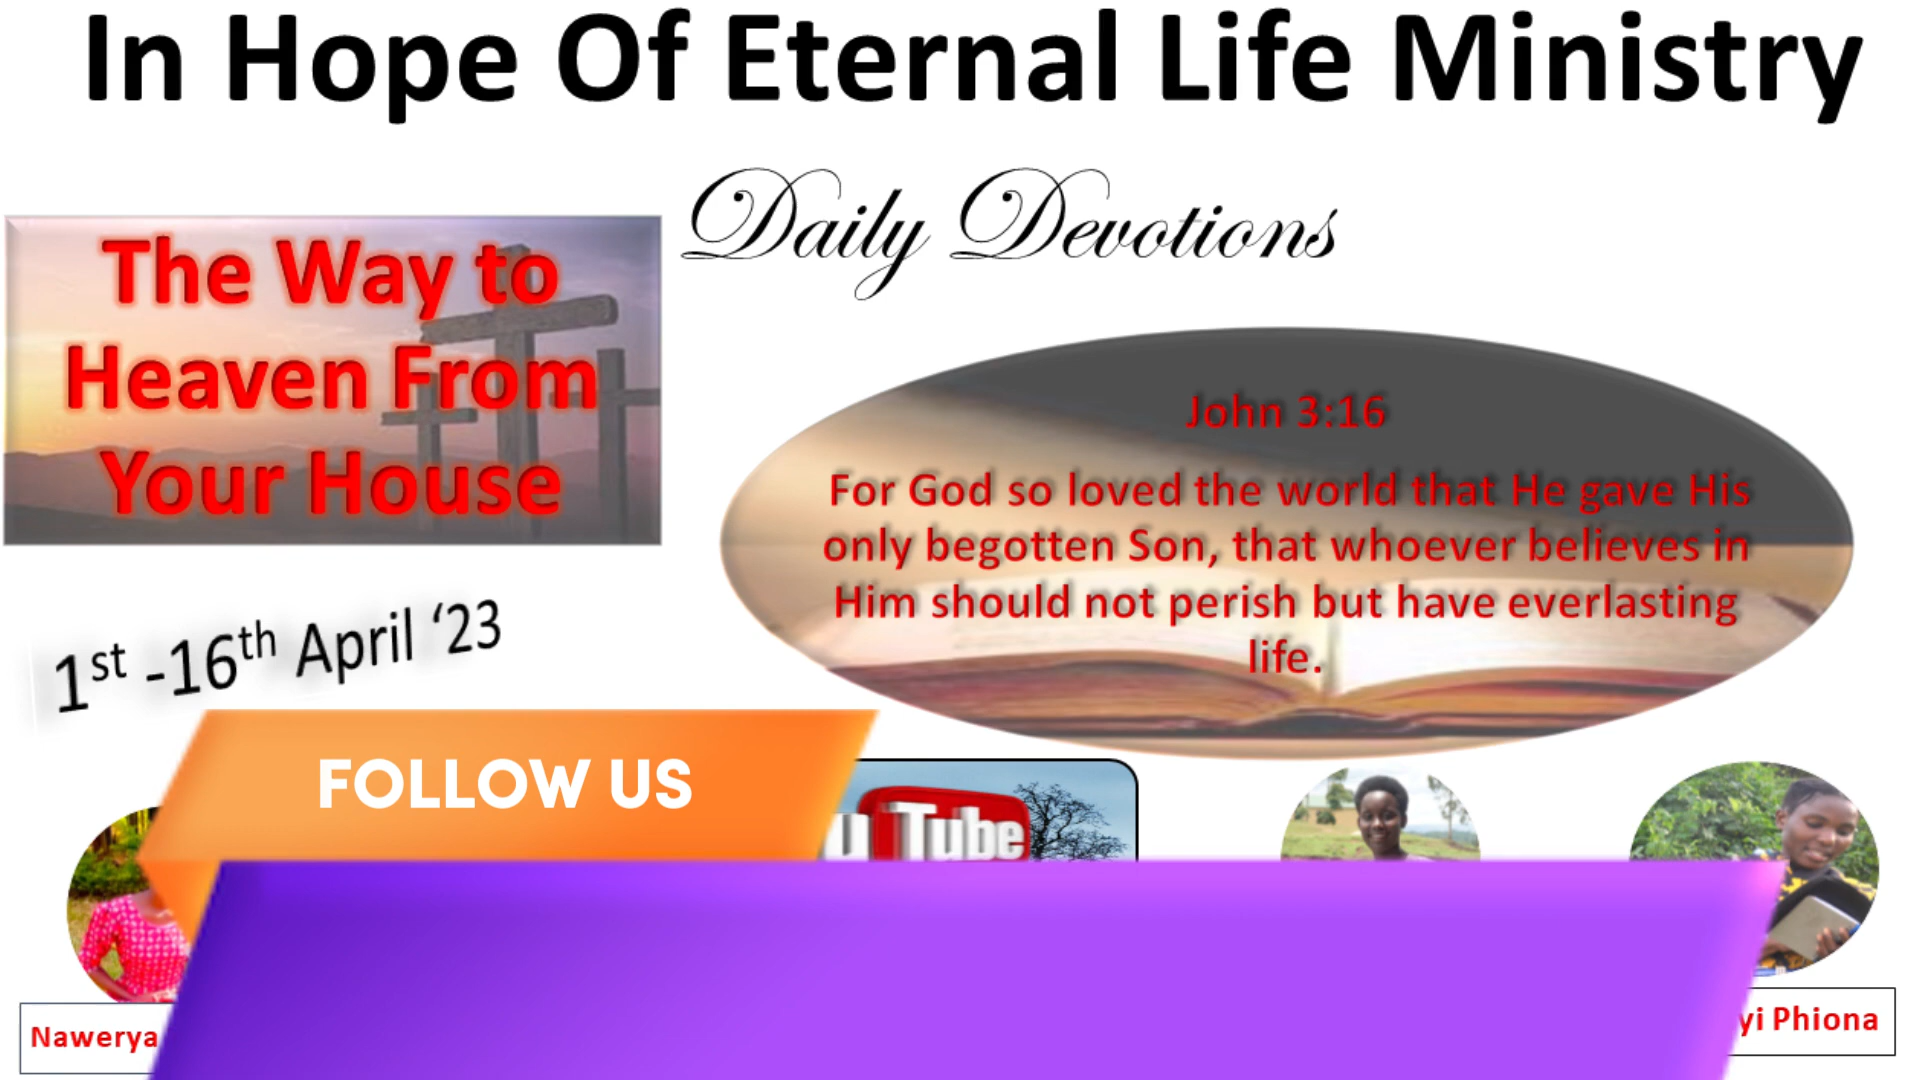 In Hope Of Eternal Life Ministry
Daily Devotions
The Way to
Heaven From
Your House
John 3:16
For God so loved the world that He gave His
only begotten Son, that whoever believes in
Him should not perish but have everlasting
life.
1st -16th April ‘23
FOLLOW US
Tube
Nawerya
Phiona